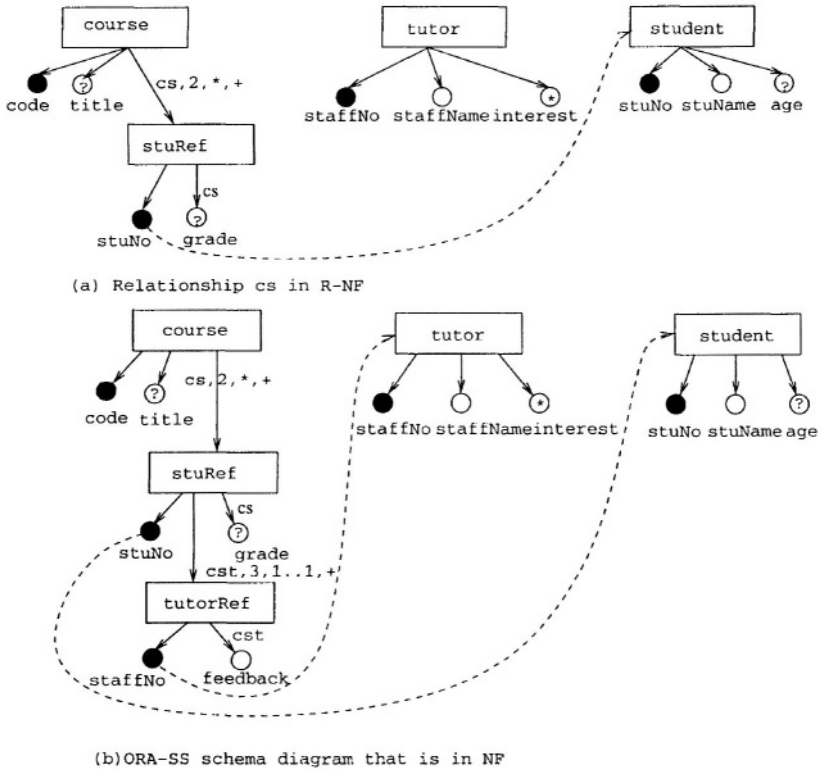 course tutor student
code title cs,2,*,+ staffNo staffName interest stuNo stuName age
? * ?
stuRef
cs
?
stuNo grade
(a) Relationship cs in R-NF
course tutor student
cs,2,*,+
? * ?
code title staffNo staffName interest stuNo stuName age
stuRef
cs
?
stuNo grade
cst,3,1..1,+
tutorRef
cst
staffNo feedback
(b)ORA-SS schema diagram that is in NF